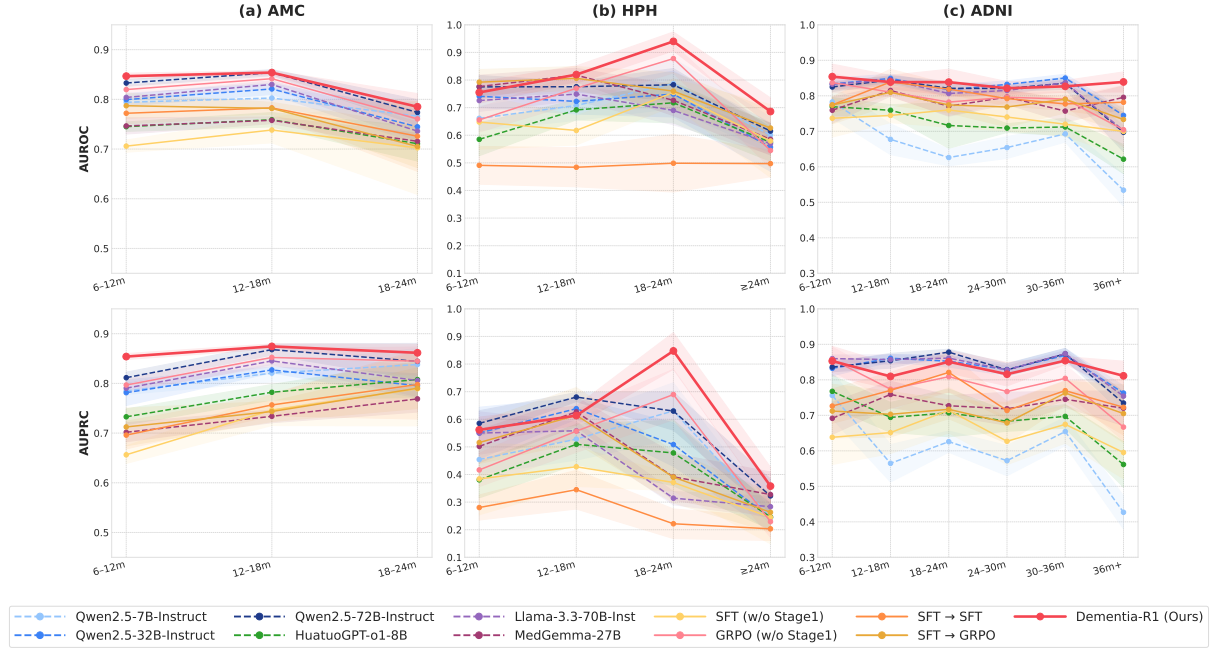 (a) AMC
(b) HPH
(c) ADNI
AUROC
0.9
0.8
0.7
0.6
0.5
6–12m
12–18m
18–24m
1.0
0.9
0.8
0.7
0.6
0.5
0.4
0.3
0.2
0.1
6–12m
12–18m
18–24m
≥24m
1.0
0.9
0.8
0.7
0.6
0.5
0.4
0.3
6–12m
12–18m
18–24m
24–30m
30–36m
36m+
AUPRC
0.9
0.8
0.7
0.6
0.5
6–12m
12–18m
18–24m
1.0
0.9
0.8
0.7
0.6
0.5
0.4
0.3
0.2
0.1
6–12m
12–18m
18–24m
≥24m
1.0
0.9
0.8
0.7
0.6
0.5
0.4
0.3
6–12m
12–18m
18–24m
24–30m
30–36m
36m+
Qwen2.5-7B-Instruct
Qwen2.5-32B-Instruct
Qwen2.5-72B-Instruct
HuatuoGPT-o1-8B
Llama-3.3-70B-Inst
MedGemma-27B
SFT (w/o Stage1)
GRPO (w/o Stage1)
SFT → SFT
SFT → GRPO
Dementia-R1 (Ours)